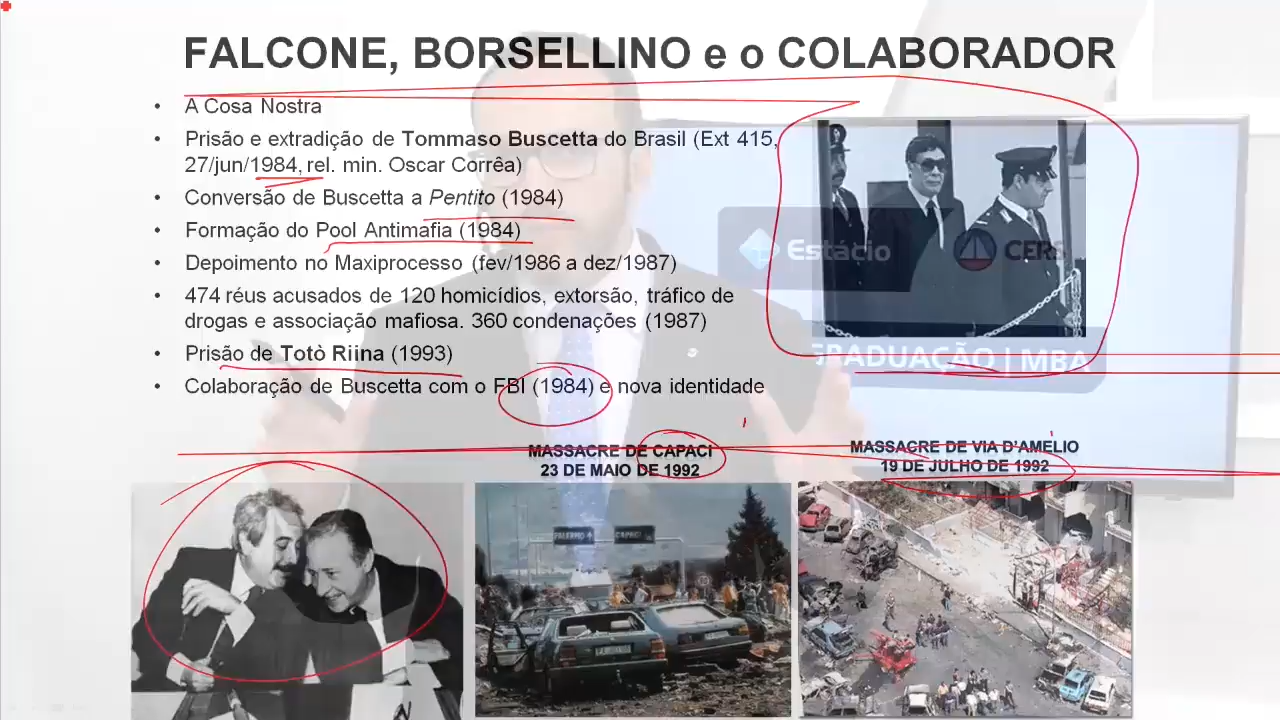 FALCONE, BORSELLINO e o COLABORADOR
• A Cosa Nostra
• Prisão e extradição de Tommaso Buscetta do Brasil (Ext 415,
27/jun/1984, rel. min. Oscar Corrêa)
• Conversão de Buscetta a Pentito (1984)
• Formação do Pool Antimafia (1984)
• Depoimento no Maxiprocesso (fev/1986 a dez/1987)
• 474 réus acusados de 120 homicídios, extorsão, tráfico de
drogas e associação mafiosa. 360 condenações (1987)
• Prisão de Totò Riina (1993)
• Colaboração de Buscetta com o FBI (1984) e nova identidade
Estácio
CERS
GRADUAÇÃO | MBA
MASSACRE DE CAPACI
23 DE MAIO DE 1992
MASSACRE DE VIA D'AMELIO
19 DE JULHO DE 1992
PALERMO
CAPACI